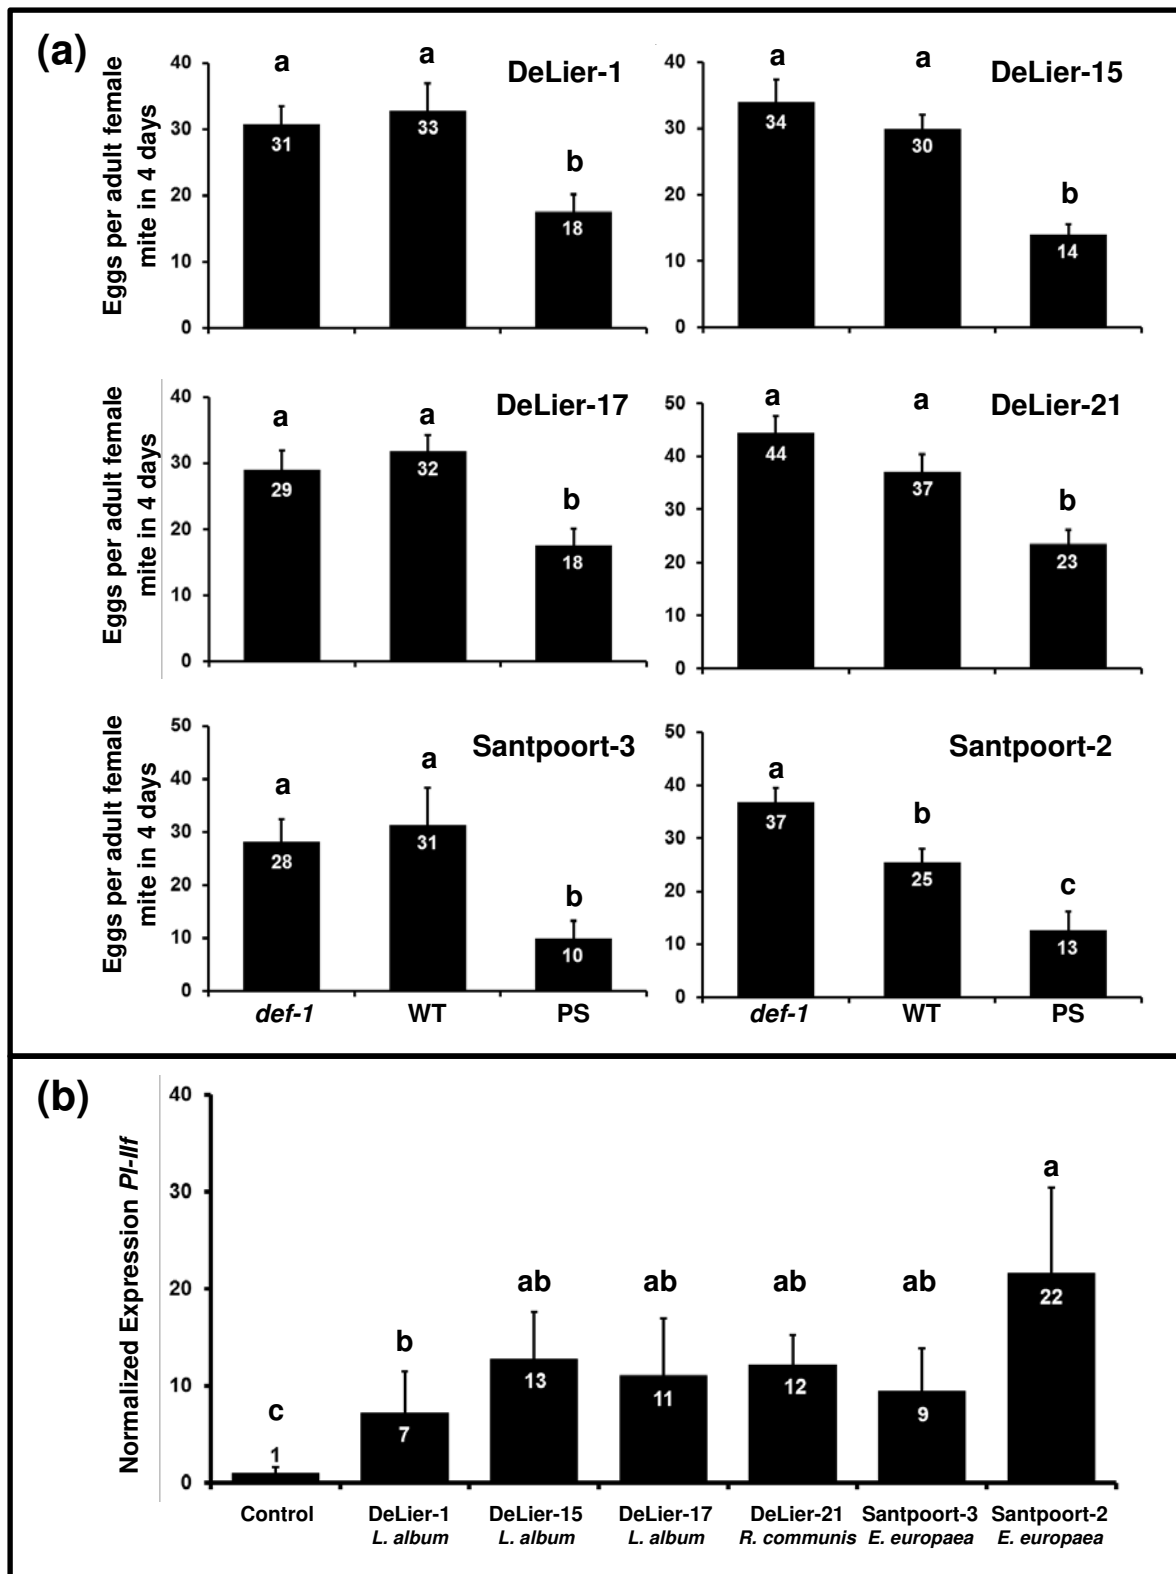 (a)
Eggs per adult female
mite in 4 days
DeLier-1
40
30
20
10
0
a
a
b
31
33
18
DeLier-15
40
30
20
10
0
a
a
b
34
30
14
Eggs per adult female
mite in 4 days
DeLier-17
40
30
20
10
0
a
a
b
29
32
18
DeLier-21
50
40
30
20
10
0
a
a
b
44
37
23
Eggs per adult female
mite in 4 days
Santpoort-3
50
40
30
20
10
0
a
a
b
28
31
10
def-1
WT
PS
Santpoort-2
50
40
30
20
10
0
a
b
c
37
25
13
def-1
WT
PS
(b)
Normalized Expression PI-IIf
40
30
20
10
0
c
b
ab
ab
ab
ab
a
1
7
13
11
12
9
22
Control
DeLier-1
L. album
DeLier-15
L. album
DeLier-17
L. album
DeLier-21
R. communis
Santpoort-3
E. europaea
Santpoort-2
E. europaea